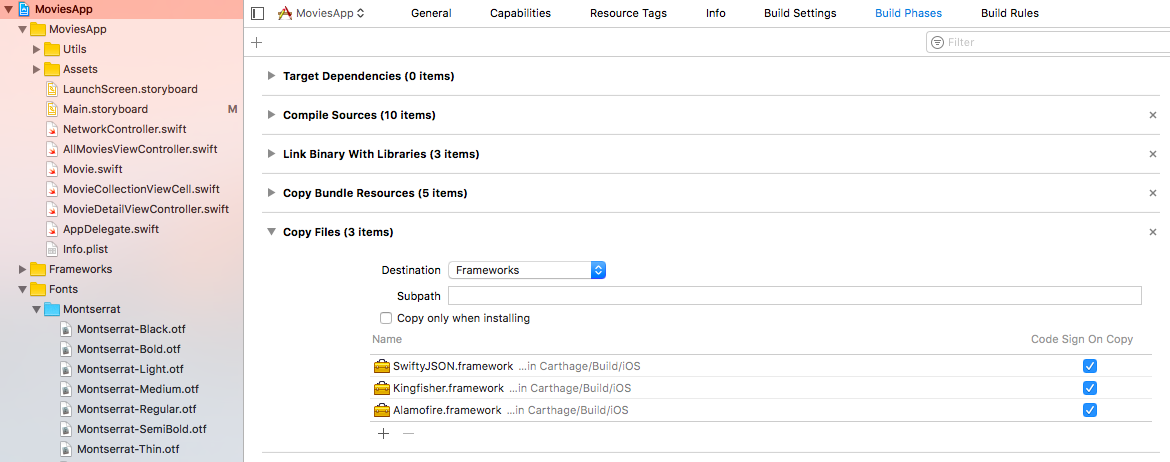 MoviesApp
MoviesApp
Utils
Assets
LaunchScreen.storyboard
Main.storyboard M
NetworkController.swift
AllMoviesViewController.swift
Movie.swift
MovieCollectionViewCell.swift
MovieDetailViewController.swift
AppDelegate.swift
Info.plist
Frameworks
Fonts
Montserrat
Montserrat-Black.otf
Montserrat-Bold.otf
Montserrat-Light.otf
Montserrat-Medium.otf
Montserrat-Regular.otf
Montserrat-SemiBold.otf
Montserrat-Thin.otf
MoviesApp General Capabilities Resource Tags Info Build Settings Build Phases Build Rules
Filter
Target Dependencies (0 items)
Compile Sources (10 items)
Link Binary With Libraries (3 items)
Copy Bundle Resources (5 items)
Copy Files (3 items)
Destination Frameworks
Subpath
Copy only when installing
Name Code Sign On Copy
SwiftyJSON.framework ...in Carthage/Build/iOS
Kingfisher.framework ...in Carthage/Build/iOS
Alamofire.framework ...in Carthage/Build/iOS